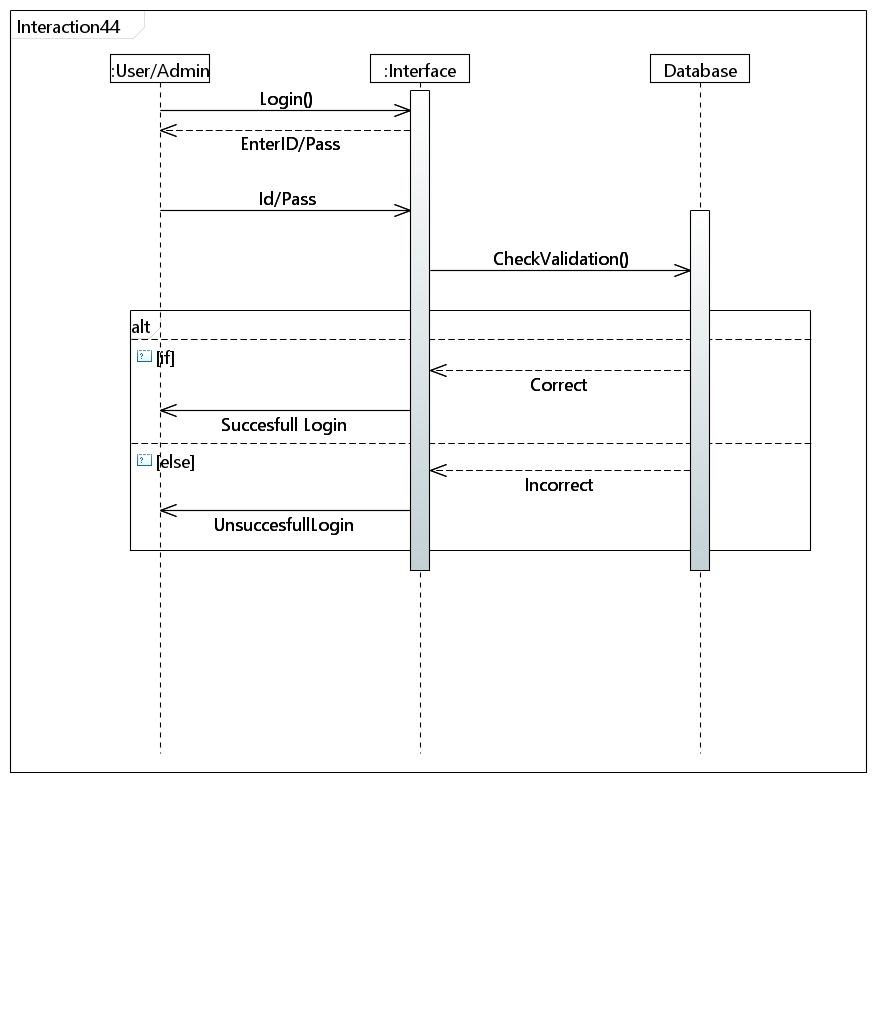 Interaction44
:User/Admin
:Interface
Database
Login()
EnterID/Pass
Id/Pass
CheckValidation()
alt
[if]
Correct
Succesfull Login
[else]
Incorrect
UnsuccesfullLogin